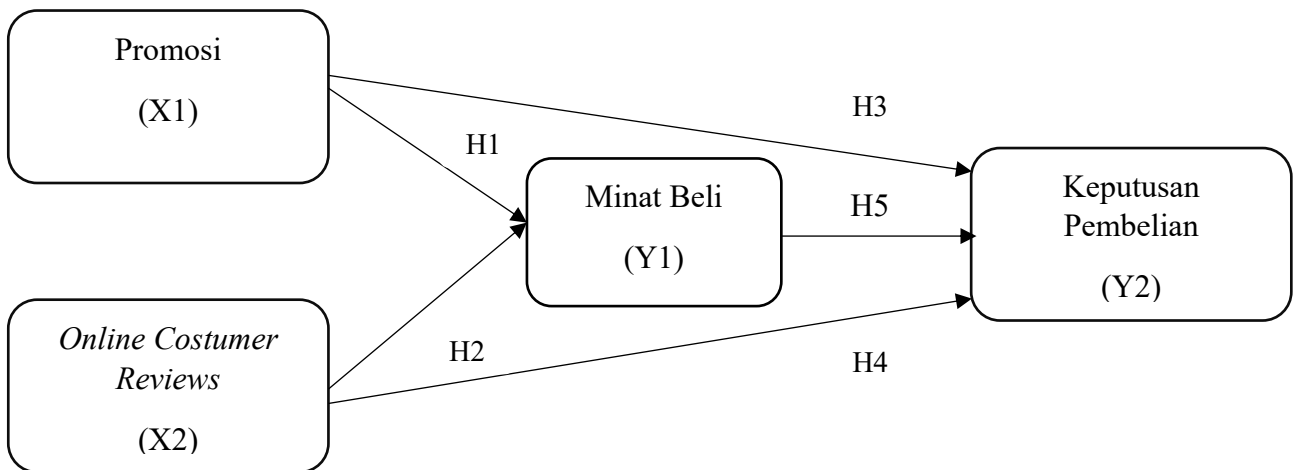 Promosi
(X1)
H3
H1
Minat Beli
(Y1)
H5
Keputusan
Pembelian
(Y2)
Online Costumer
Reviews
(X2)
H2
H4